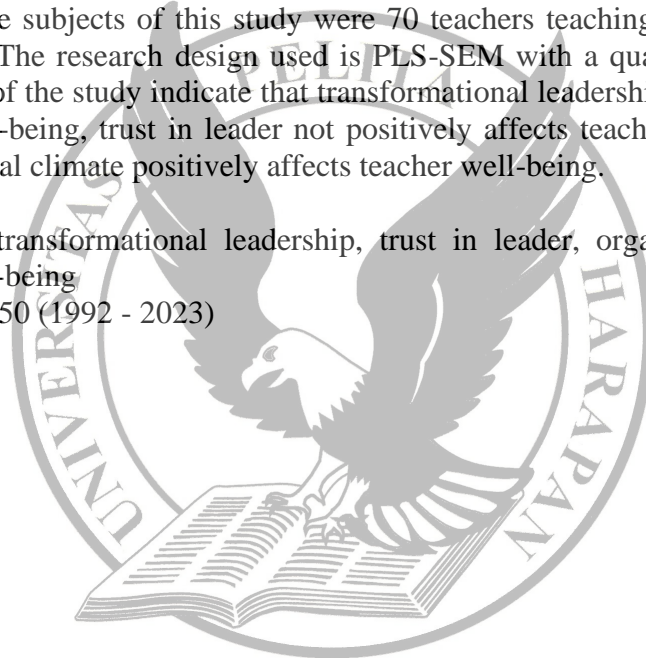 e subjects of this study were 70 teachers teaching
The research design used is PLS-SEM with a qua
of the study indicate that transformational leadershi
-being, trust in leader not positively affects teach
al climate positively affects teacher well-being.
transformational leadership, trust in leader, orga
-being
50 (1992 - 2023)
UNIVERSITAS PELITA HARAPAN